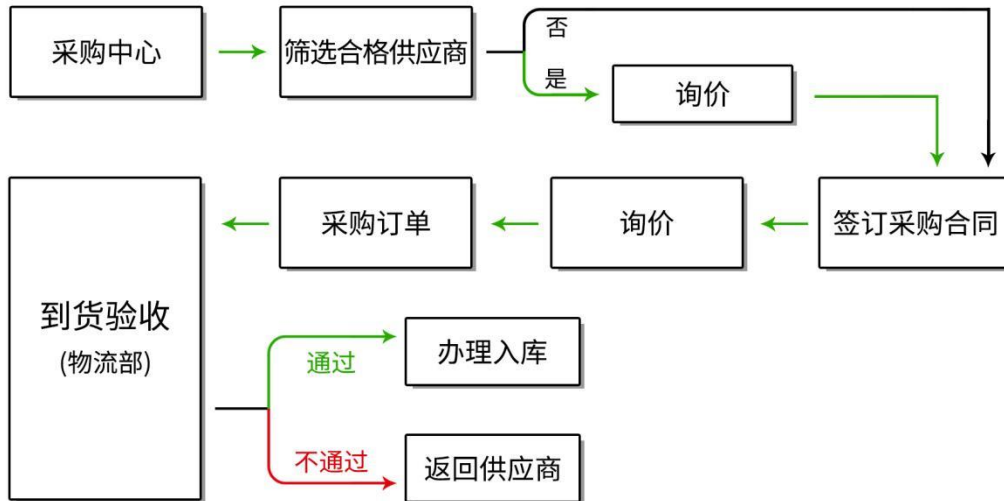 采购中心
筛选合格供应商
否
是
询价
签订采购合同
询价
采购订单
到货验收
(物流部)
通过
办理入库
不通过
返回供应商